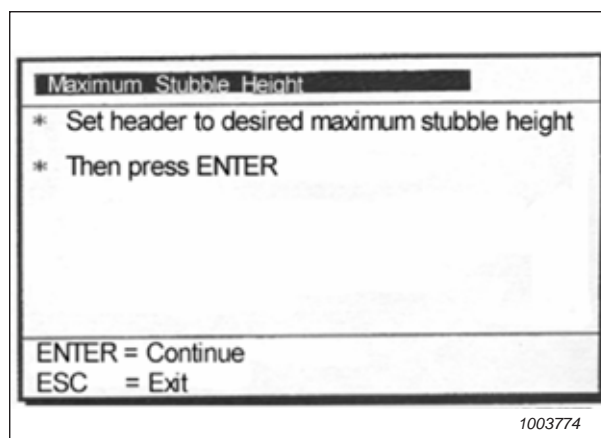 Maximum Stubble Height
* Set header to desired maximum stubble height
* Then press ENTER
ENTER = Continue
ESC = Exit
1003774